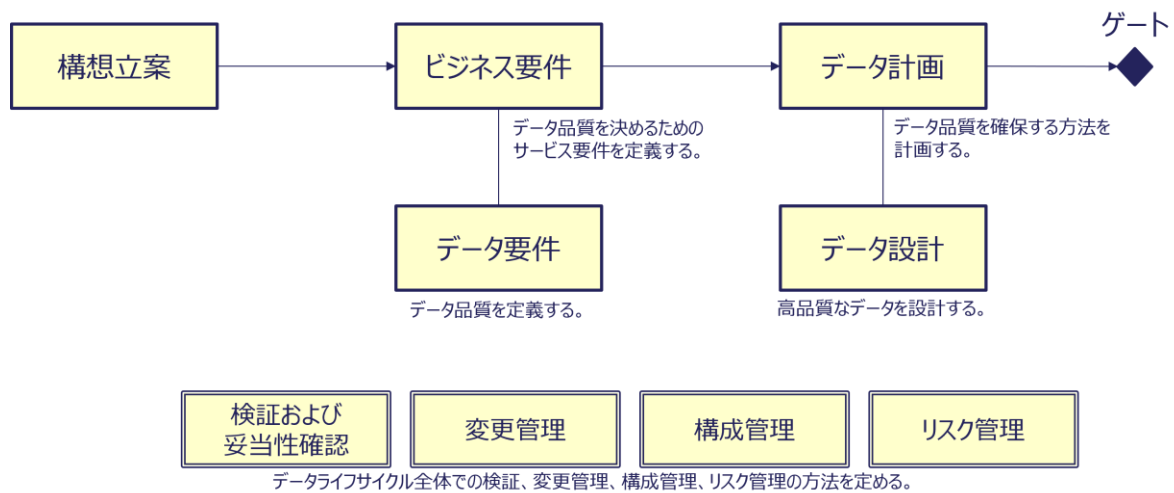 ゲート
構想立案
ビジネス要件
データ計画
データ品質を決めるための
サービス要件を定義する。
データ品質を確保する方法を
計画する。
データ要件
データ設計
データ品質を定義する。
高品質なデータを設計する。
検証および
妥当性確認
変更管理
構成管理
リスク管理
データライフサイクル全体での検証、変更管理、構成管理、リスク管理の方法を定める。